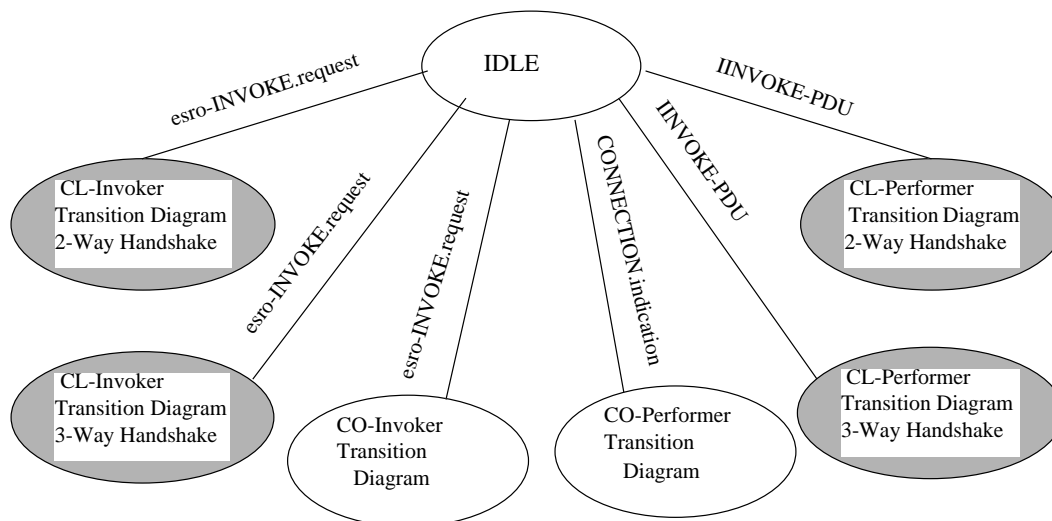 IDLE
esro-INVOKE.request
IINVOKE-PDU
esro-INVOKE.request
esro-INVOKE.request
CONNECTION.indication
IINVOKE-PDU
CL-Invoker
Transition Diagram
2-Way Handshake
CL-Performer
Transition Diagram
2-Way Handshake
CL-Invoker
Transition Diagram
3-Way Handshake
CO-Invoker
Transition
Diagram
CO-Performer
Transition
Diagram
CL-Performer
Transition Diagram
3-Way Handshake